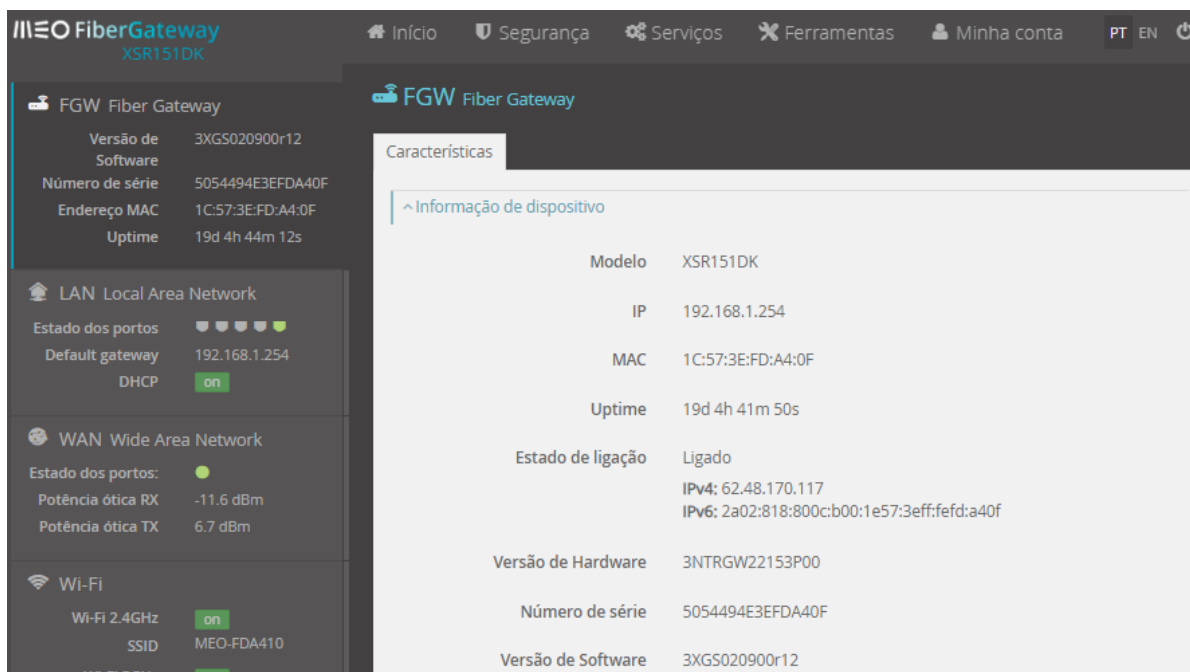 MEO FiberGateway
XSR151DK
Início Segurança Serviços Ferramentas Minha conta PT EN
FGW Fiber Gateway
Versão de Software 3XGS020900r12
Número de série 5054494E3EFDA40F
Endereço MAC 1C:57:3E:FD:A4:0F
Uptime 19d 4h 44m 12s
LAN Local Area Network
Estado dos portos
Default gateway 192.168.1.254
DHCP on
WAN Wide Area Network
Estado dos portos:
Potência ótica RX -11.6 dBm
Potência ótica TX 6.7 dBm
Wi-Fi
Wi-Fi 2.4GHz on
SSID MEO-FDA410
FGW Fiber Gateway
Características
Informação de dispositivo
Modelo XSR151DK
IP 192.168.1.254
MAC 1C:57:3E:FD:A4:0F
Uptime 19d 4h 41m 50s
Estado de ligação Ligado
IPv4: 62.48.170.117
IPv6: 2a02:818:800c:b00:1e57:3eff:fefd:a40f
Versão de Hardware 3NTRGW22153P00
Número de série 5054494E3EFDA40F
Versão de Software 3XGS020900r12